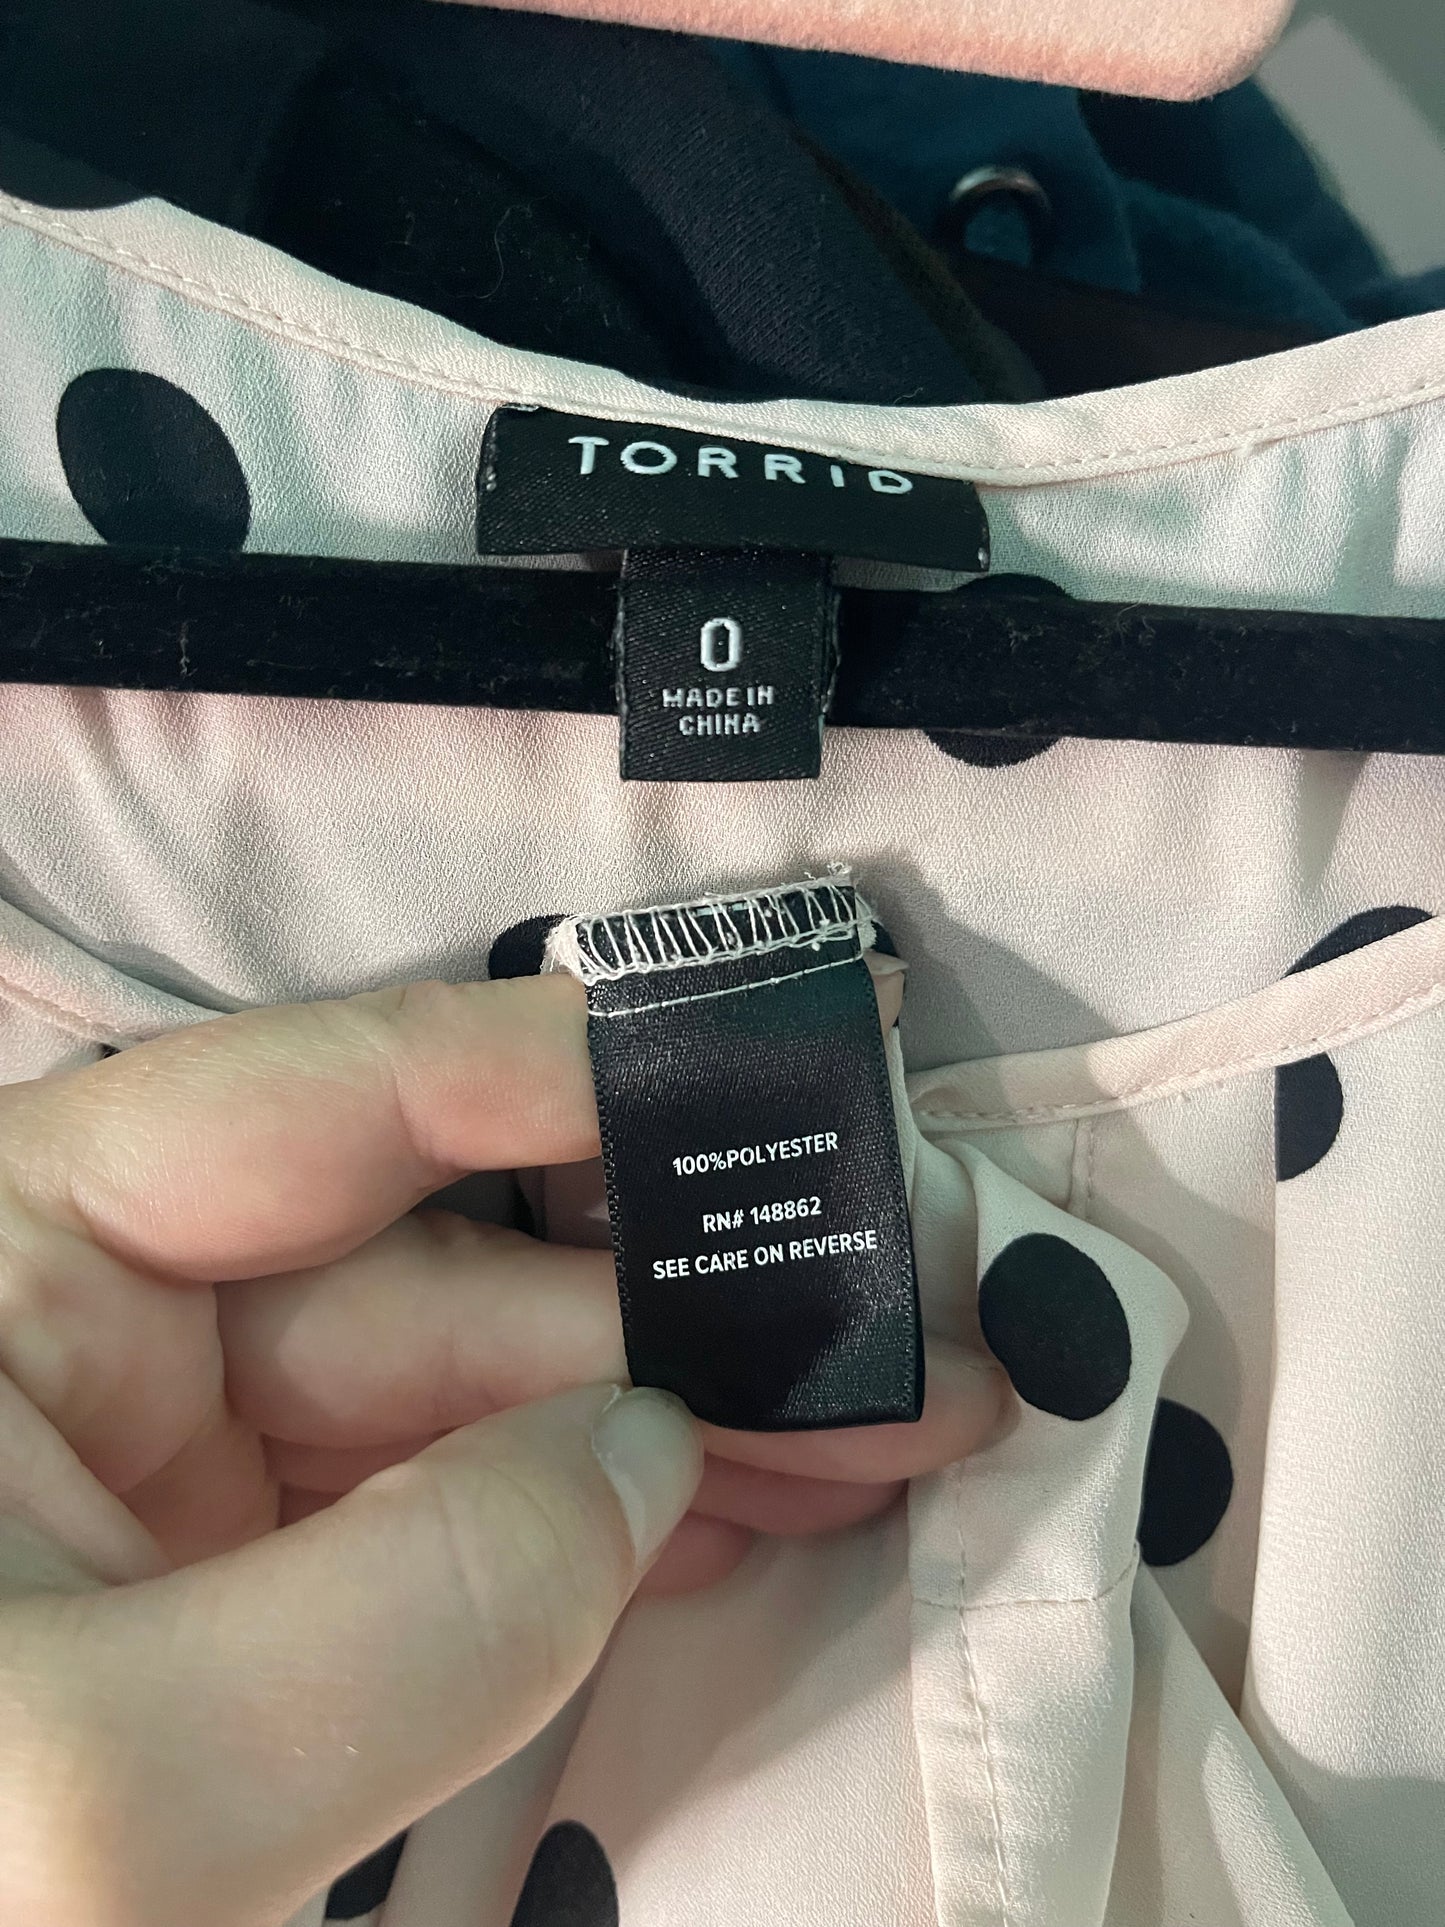 TORRID
0
MADE IN
CHINA
100%POLYESTER
RN# 148862
SEE CARE ON REVERSE